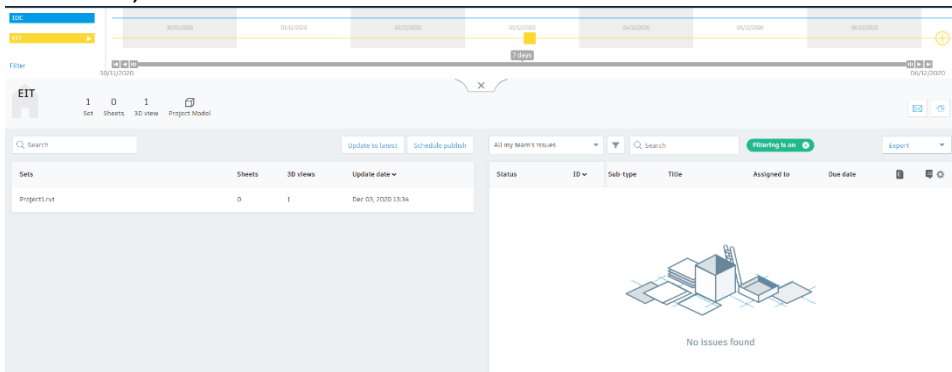 IDC
EIT
30/11/2020 01/12/2020 02/12/2020 03/12/2020 04/12/2020 05/12/2020 06/12/2020
7 days
Filter
30/11/2020 06/12/2020
EIT
1 0 1
Set Sheets 3D view Project Model
Search Update to latest Schedule publish All my team's issues Search Filtering is on Export
Sets Sheets 3D views Update date Status ID Sub-type Title Assigned to Due date
Project1.rvt 0 1 Dec 03, 2020 13:34
No issues found